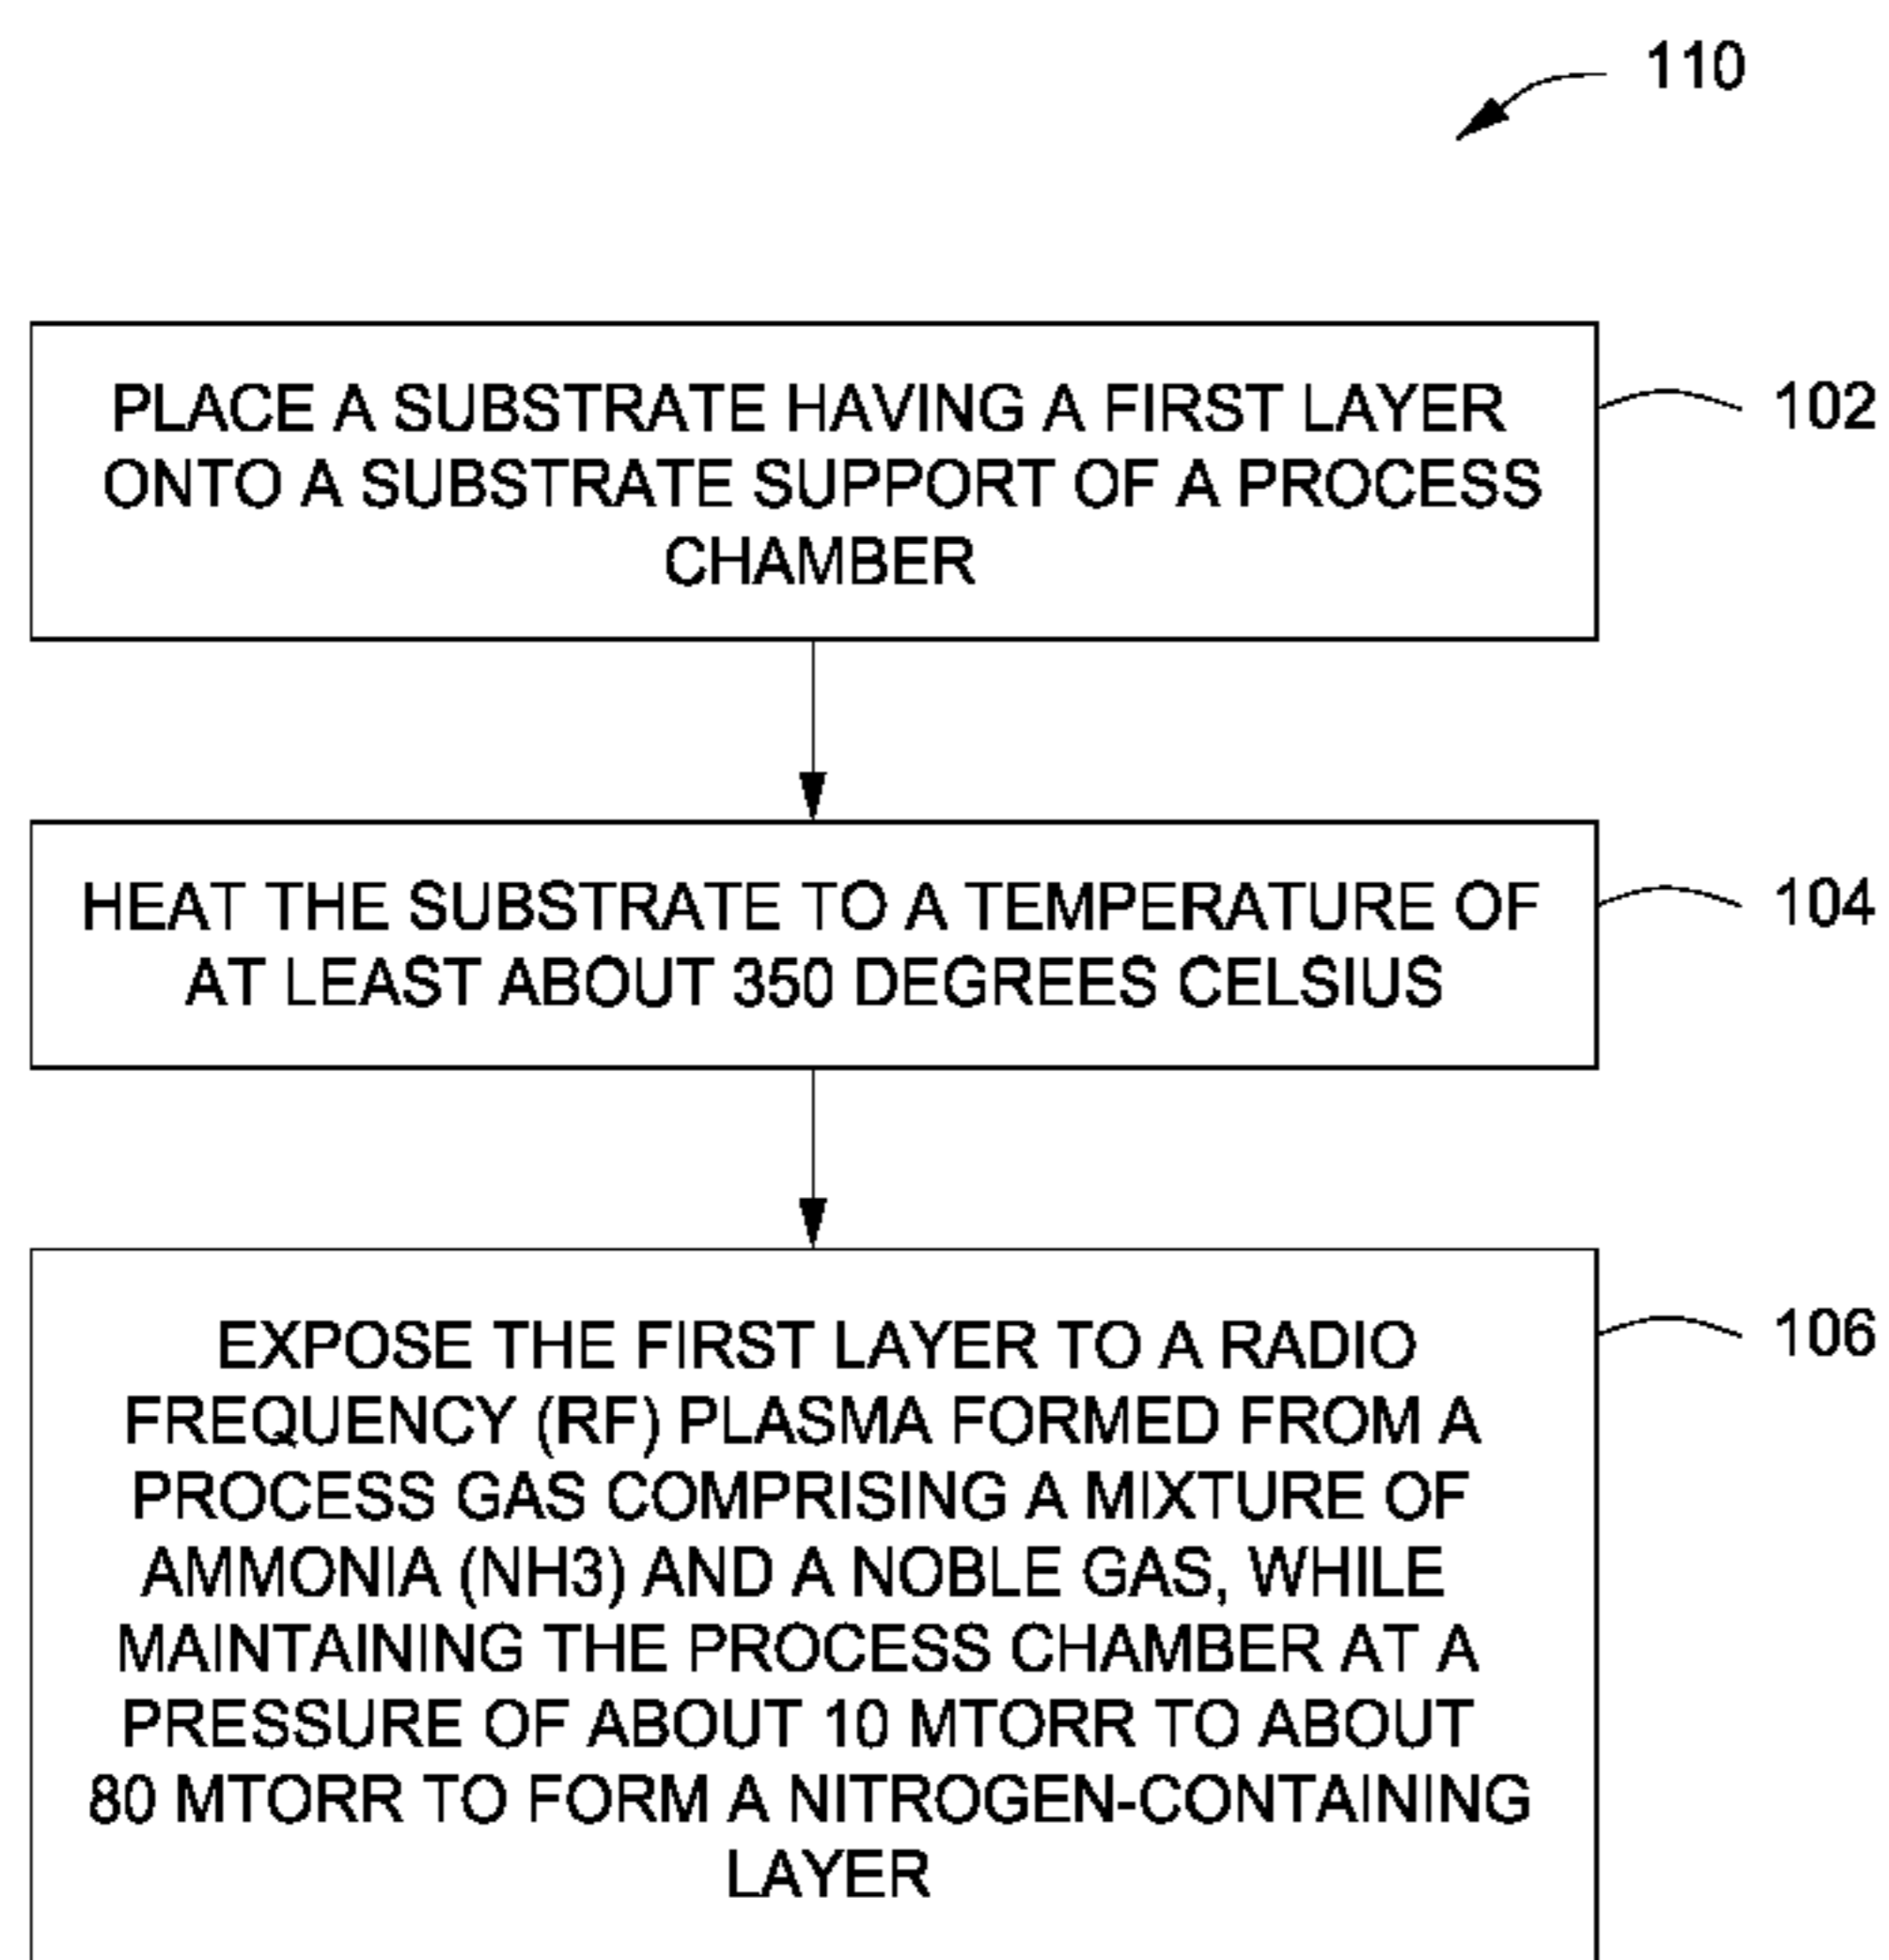 110
PLACE A SUBSTRATE HAVING A FIRST LAYER
ONTO A SUBSTRATE SUPPORT OF A PROCESS
CHAMBER
102
HEAT THE SUBSTRATE TO A TEMPERATURE OF
AT LEAST ABOUT 350 DEGREES CELSIUS
104
EXPOSE THE FIRST LAYER TO A RADIO
FREQUENCY (RF) PLASMA FORMED FROM A
PROCESS GAS COMPRISING A MIXTURE OF
AMMONIA (NH3) AND A NOBLE GAS, WHILE
MAINTAINING THE PROCESS CHAMBER AT A
PRESSURE OF ABOUT 10 MTORR TO ABOUT
80 MTORR TO FORM A NITROGEN-CONTAINING
LAYER
106